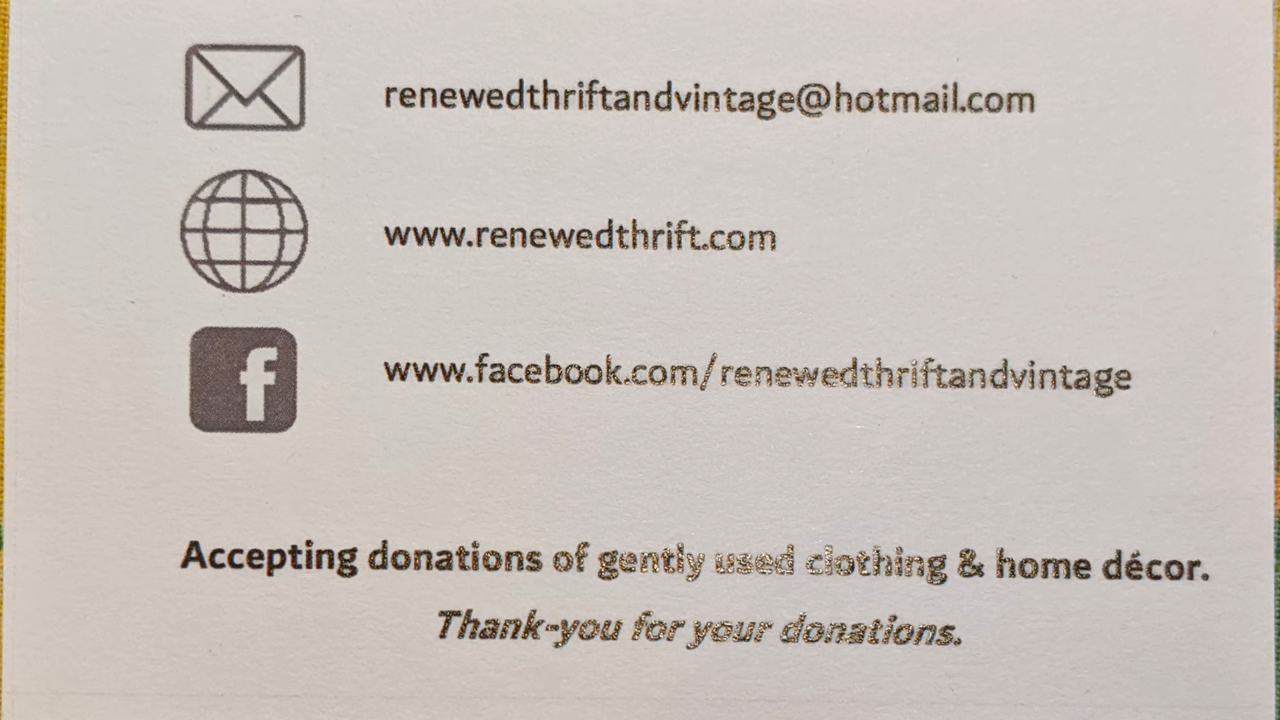 renewedthriftandvintage@hotmail.com
www.renewedthrift.com
f
www.facebook.com/renewedthriftandvintage
Accepting donations of gently used clothing & home décor.
Thank-you for your donations.